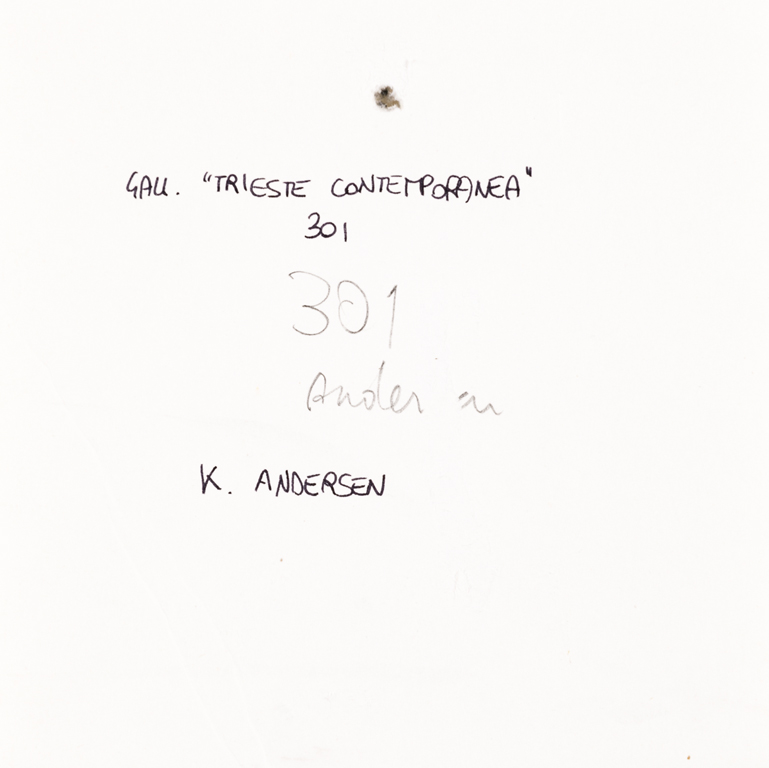 GALL. "TRIESTE CONTEMPORANEA"
301
301
Andersen
K. ANDERSEN